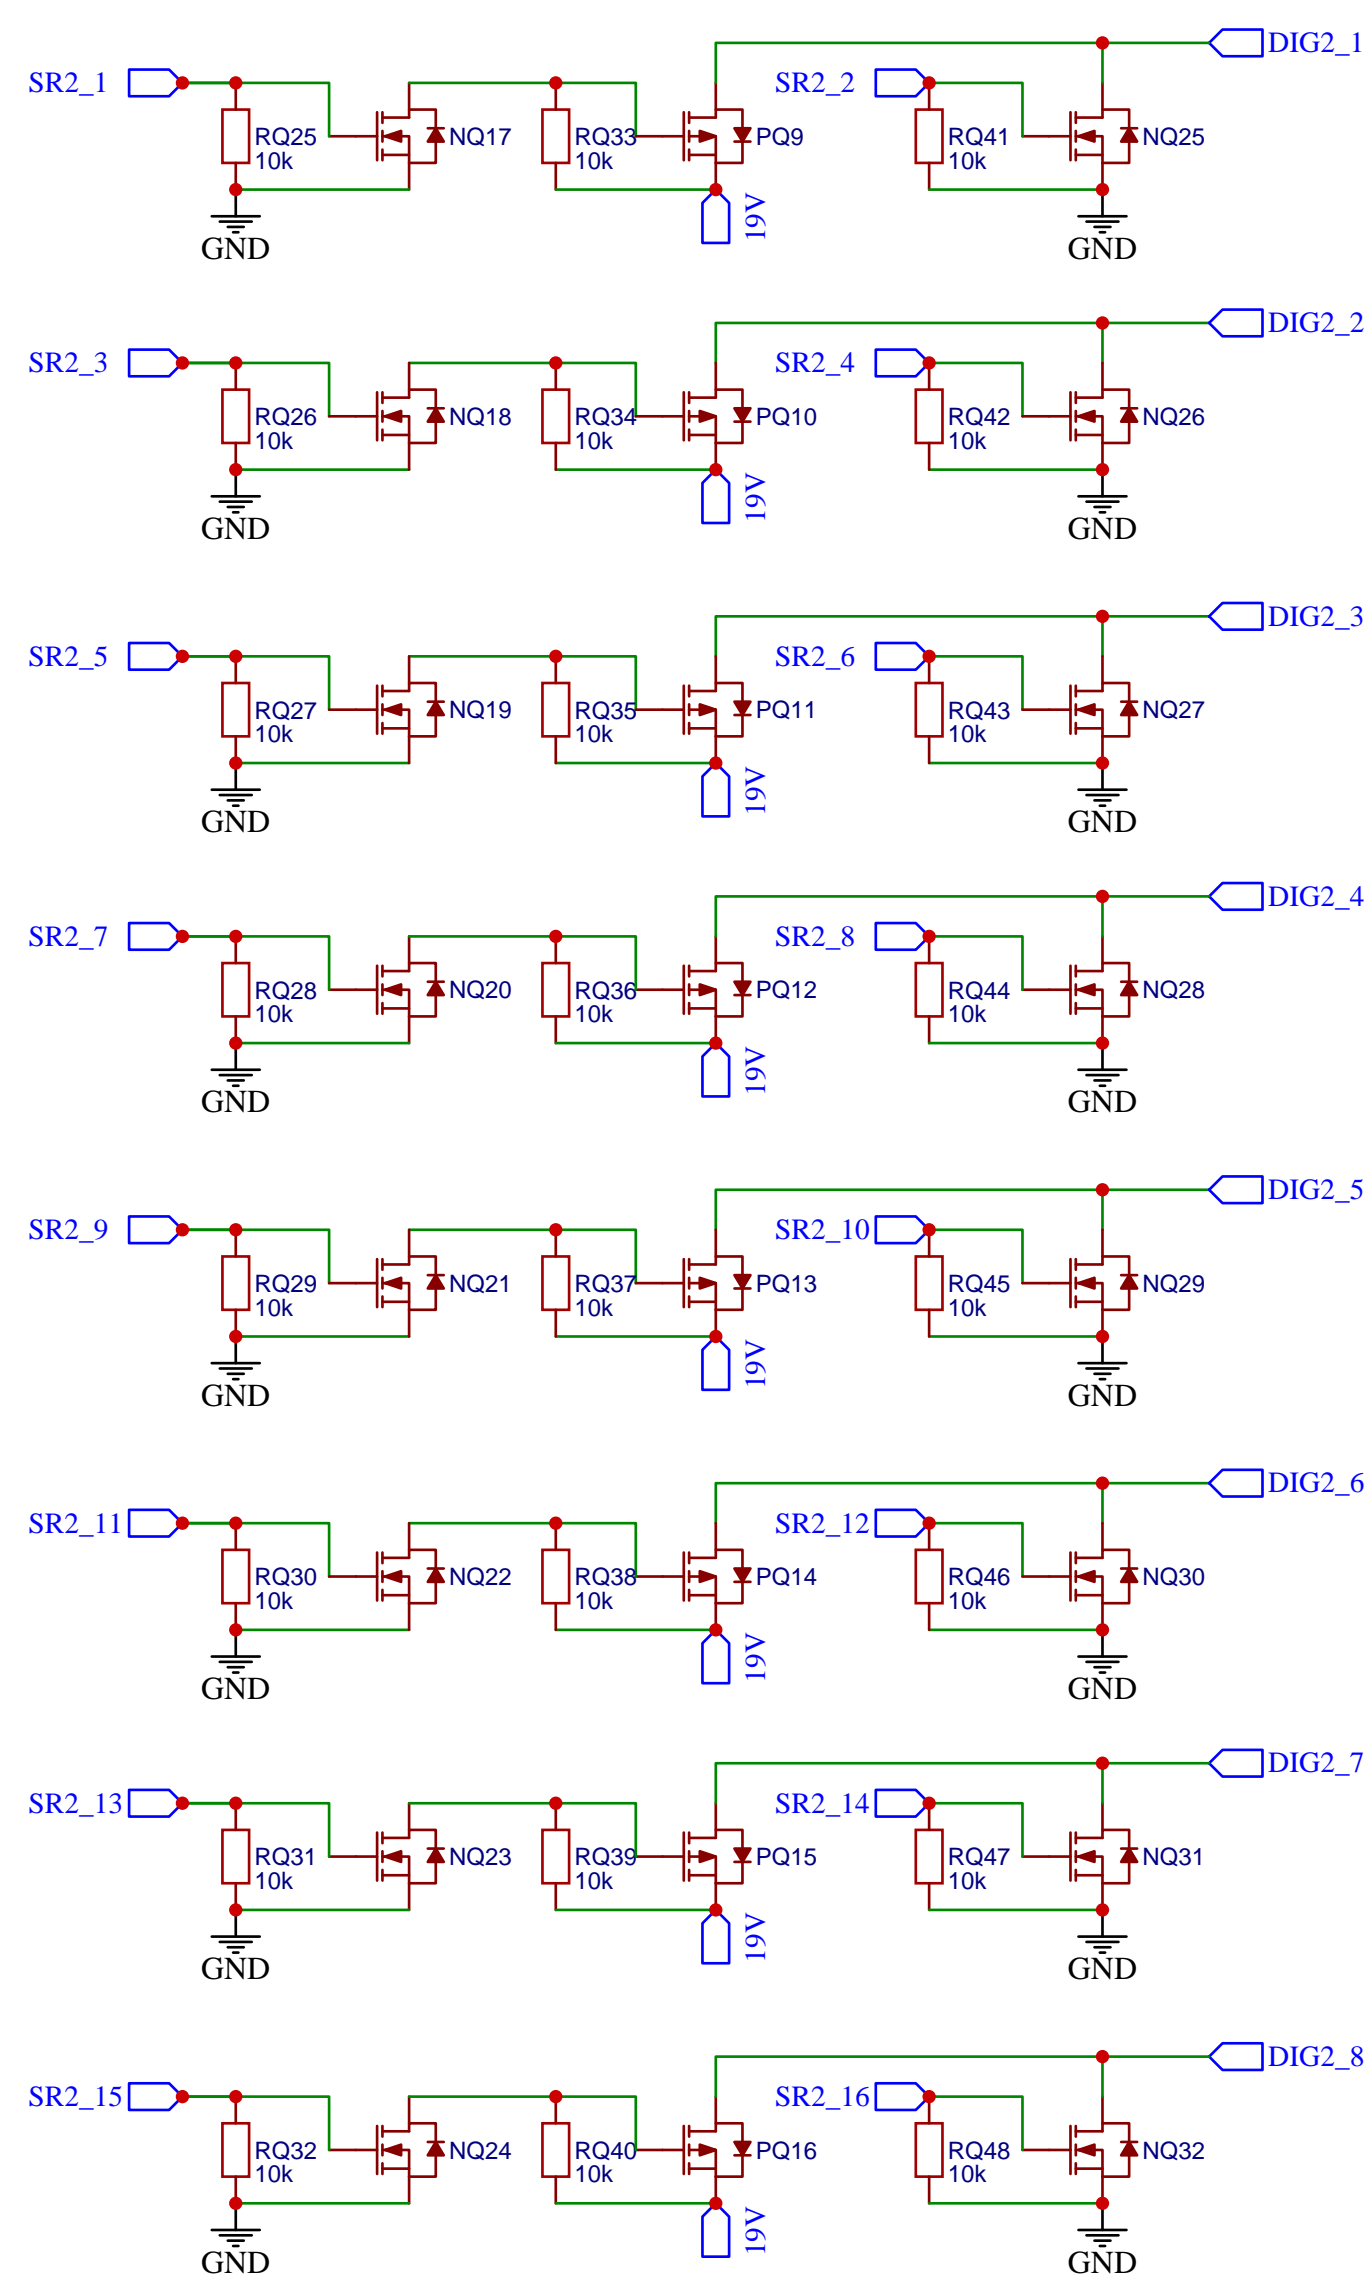 DIG2_1
SR2_1
SR2_2
RQ25
10k
NQ17
RQ33
10k
PQ9
RQ41
10k
NQ25
19V
GND
GND
DIG2_2
SR2_3
SR2_4
RQ26
10k
NQ18
RQ34
10k
PQ10
RQ42
10k
NQ26
19V
GND
GND
DIG2_3
SR2_5
SR2_6
RQ27
10k
NQ19
RQ35
10k
PQ11
RQ43
10k
NQ27
19V
GND
GND
DIG2_4
SR2_7
SR2_8
RQ28
10k
NQ20
RQ36
10k
PQ12
RQ44
10k
NQ28
19V
GND
GND
DIG2_5
SR2_9
SR2_10
RQ29
10k
NQ21
RQ37
10k
PQ13
RQ45
10k
NQ29
19V
GND
GND
DIG2_6
SR2_11
SR2_12
RQ30
10k
NQ22
RQ38
10k
PQ14
RQ46
10k
NQ30
19V
GND
GND
DIG2_7
SR2_13
SR2_14
RQ31
10k
NQ23
RQ39
10k
PQ15
RQ47
10k
NQ31
19V
GND
GND
DIG2_8
SR2_15
SR2_16
RQ32
10k
NQ24
RQ40
10k
PQ16
RQ48
10k
NQ32
19V
GND
GND